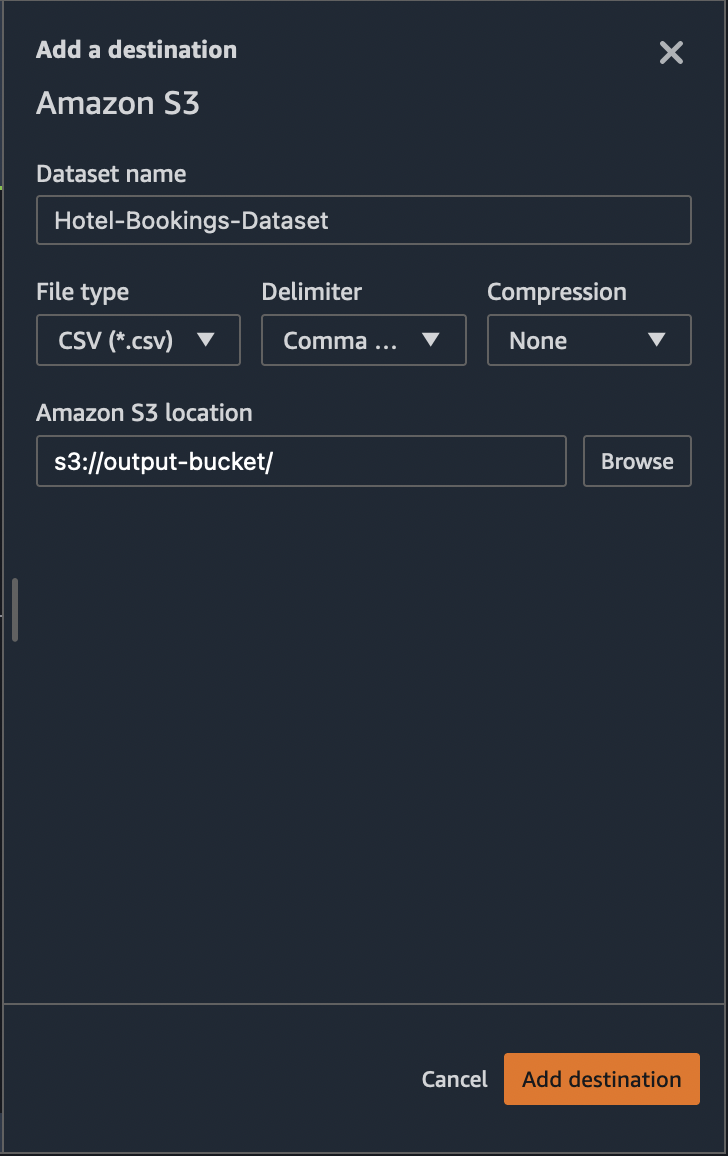 Add a destination
Amazon S3
Dataset name
Hotel-Bookings-Dataset
File type Delimiter Compression
CSV (*.csv) Comma ... None
Amazon S3 location
s3://output-bucket/ Browse
Cancel Add destination